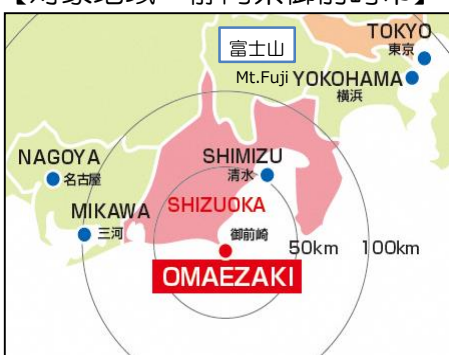 TOKYO
東京
富士山
Mt.Fuji
YOKOHAMA
横浜
NAGOYA
名古屋
SHIMIZU
清水
MIKAWA
三河
SHIZUOKA
御前崎
50km
100km
OMAEZAKI